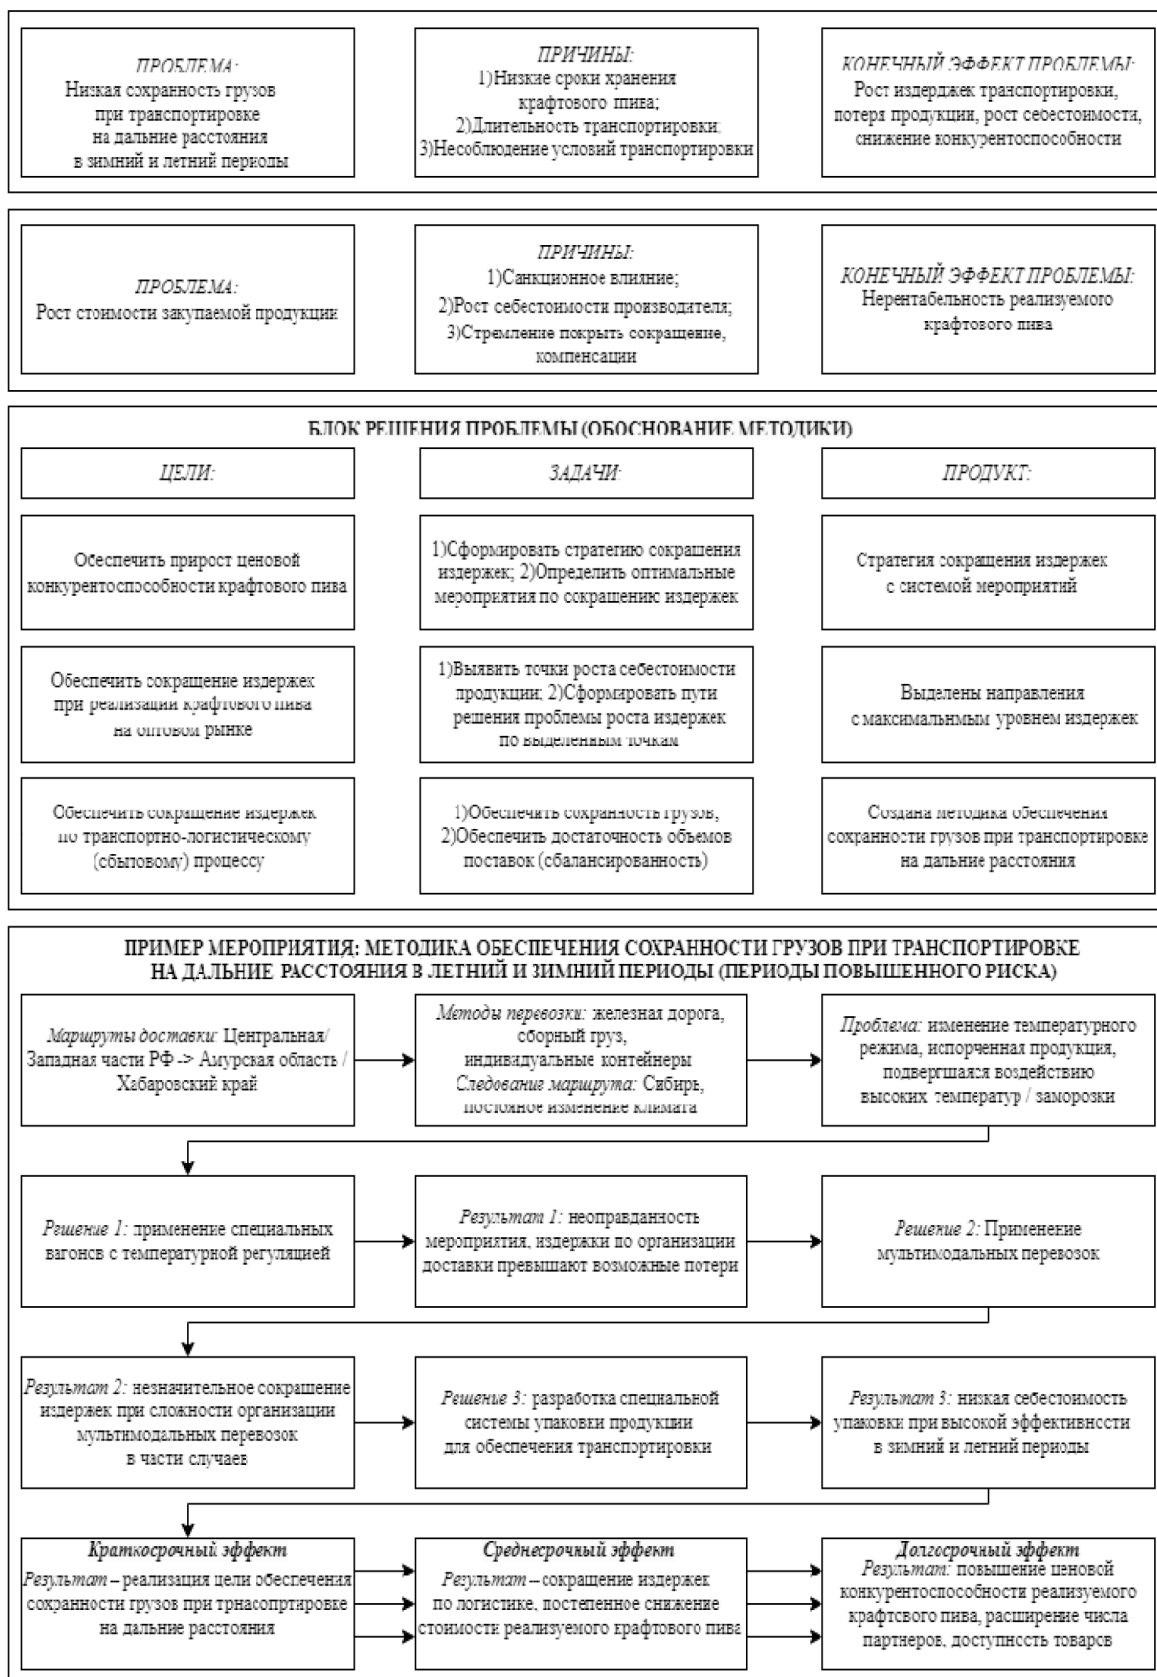 ПРОБЛЕМА:
Низкая сохранность грузов
при транспортировке
на дальние расстояния
в зимний и летний периоды
ПРИЧИНЫ:
1)Низкие сроки хранения
крафтового пива;
2)Длительность транспортировки;
3)Несоблюдение условий транспортировки
КОНЕЧНЫЙ ЭФФЕКТ ПРОБЛЕМЫ:
Рост издерджек транспортировки,
потеря продукции, рост себестоимости,
снижение конкурентоспособности
ПРОБЛЕМА:
Рост стоимости закупаемой продукции
ПРИЧИНЫ:
1)Санкционное влияние;
2)Рост себестоимости производителя;
3)Стремление покрыть сокращение,
компенсации
КОНЕЧНЫЙ ЭФФЕКТ ПРОБЛЕМЫ:
Нерентабельность реализуемого
крафтового пива
БЛОК РЕШЕНИЯ ПРОБЛЕМЫ (ОБОСНОВАНИЕ МЕТОДИКИ)
ЦЕЛИ:
ЗАДАЧИ:
ПРОДУКТ:
Обеспечить прирост ценовой
конкурентоспособности крафтового пива
1)Сформировать стратегию сокращения
издержек; 2)Определить оптимальные
мероприятия по сокращению издержек
Стратегия сокращения издержек
с системой мероприятий
Обеспечить сокращение издержек
при реализации крафтового пива
на оптовой рынке
1)Выявить точки роста себестоимости
продукции; 2)Сформировать пути
решения проблемы роста издержек
по выделенным точкам
Выделены направления
с максимальнмым уровнем издержек
Обеспечить сокращение издержек
по транспортно-логистическому
(сбытовому) процессу
1)Обеспечить сохранность грузов,
2)Обеспечить достаточность объемов
поставок (сбалансированность)
Создана методика обеспечения
сохранности грузов при транспортировке
на дальние расстояния
ПРИМЕР МЕРОПРИЯТИЯ: МЕТОДИКА ОБЕСПЕЧЕНИЯ СОХРАННОСТИ ГРУЗОВ ПРИ ТРАНСПОРТИРОВКЕ
НА ДАЛЬНИЕ РАССТОЯНИЯ В ЛЕТНИЙ И ЗИМНИЙ ПЕРИОДЫ (ПЕРИОДЫ ПОВЫШЕННОГО РИСКА)
Маршруты доставки: Центральная/
Западная части РФ -> Амурская область /
Хабаровский край
Методы перевозки: железная дорога,
сборный груз,
индивидуальные контейнеры
Следование маршрута: Сибирь,
постояное изменение климата
Проблема: изменение температурного
режима, испорченная продукция,
подвергшаяся воздействию
высоких температур / заморозки
Решение 1: применение специальных
вагонов с температурной регуляцией
Результат 1: неоправданность
мероприятия, издержки по организации
доставки превышают возможные потери
Решение 2: Применение
мультимодальных перевозок
Результат 2: незначительное сокращение
издержек при сложности организации
мультимодальных перевозок
в части случаев
Решение 3: разработка специальной
системы упаковки продукции
для обеспечения транспортировки
Результат 3: низкая себестоимость
упаковки при высокой эффективности
в зимний и летний периоды
Краткосрочный эффект
Результат – реализация цели обеспечения
сохранности грузов при трнасопртировке
на дальние расстояния
Среднесрочный эффект
Результат – сокращение издержек
по логистике, постепенное снижение
стоимости реализуемого крафтового пива
Долгосрочный эффект
Результат: повышение ценовой
конкурентоспособности реализуемого
крафтового пива, расширение числа
партнеров, доступность товаров